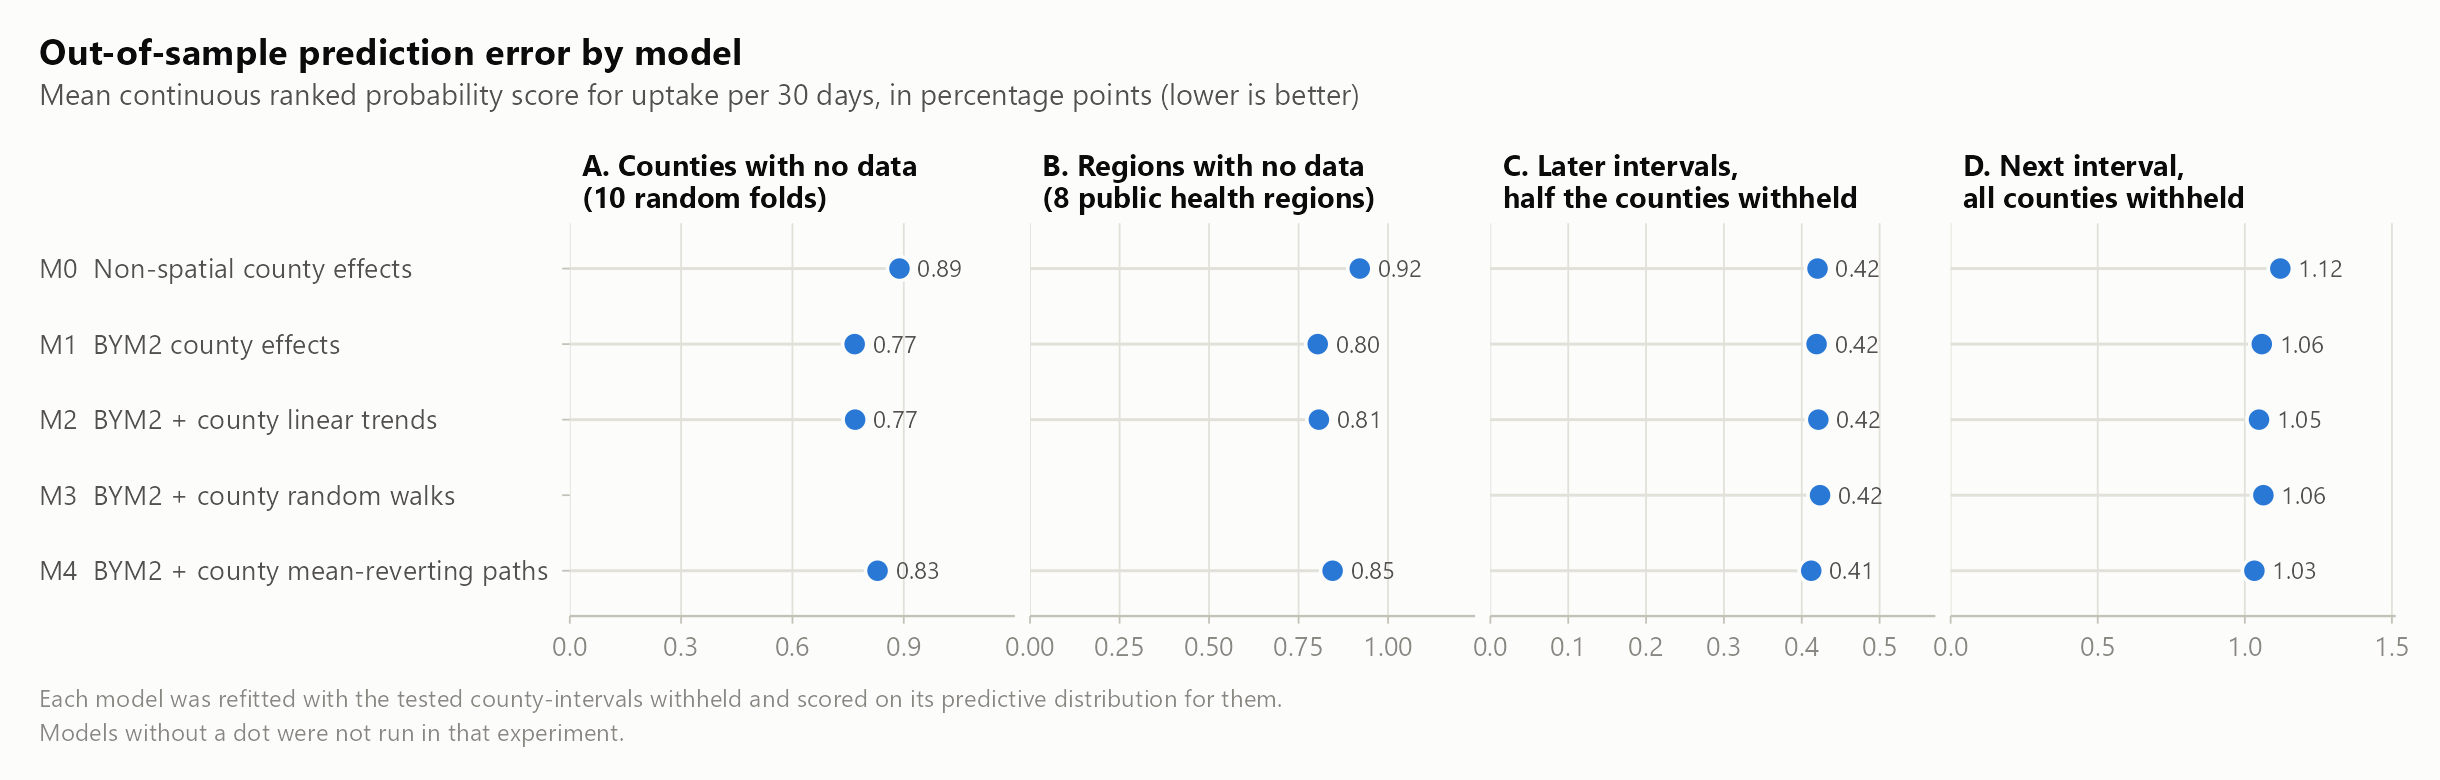 Out-of-sample prediction error by model
Mean continuous ranked probability score for uptake per 30 days, in percentage points (lower is better)
A. Counties with no data
(10 random folds)
B. Regions with no data
(8 public health regions)
C. Later intervals,
half the counties withheld
D. Next interval,
all counties withheld
M0 Non-spatial county effects 0.89 0.92 0.42 1.12
M1 BYM2 county effects 0.77 0.80 0.42 1.06
M2 BYM2 + county linear trends 0.77 0.81 0.42 1.05
M3 BYM2 + county random walks 0.42 1.06
M4 BYM2 + county mean-reverting paths 0.83 0.85 0.41 1.03
0.0 0.3 0.6 0.9 0.00 0.25 0.50 0.75 1.00 0.0 0.1 0.2 0.3 0.4 0.5 0.0 0.5 1.0 1.5
Each model was refitted with the tested county-intervals withheld and scored on its predictive distribution for them.
Models without a dot were not run in that experiment.